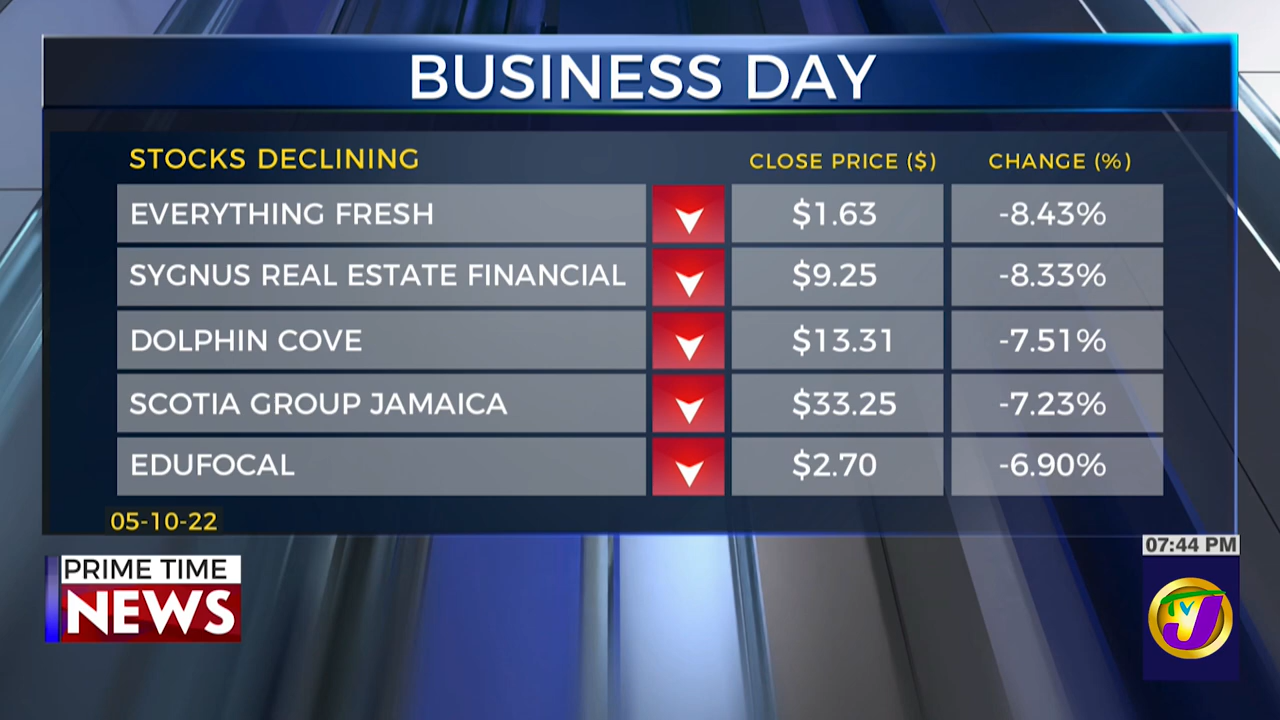 BUSINESS DAY
STOCKS DECLINING CLOSE PRICE ($) CHANGE (%)
EVERYTHING FRESH $1.63 -8.43%
SYGNUS REAL ESTATE FINANCIAL $9.25 -8.33%
DOLPHIN COVE $13.31 -7.51%
SCOTIA GROUP JAMAICA $33.25 -7.23%
EDUFOCAL $2.70 -6.90%
05-10-22
07:44 PM
PRIME TIME
NEWS
TVJ